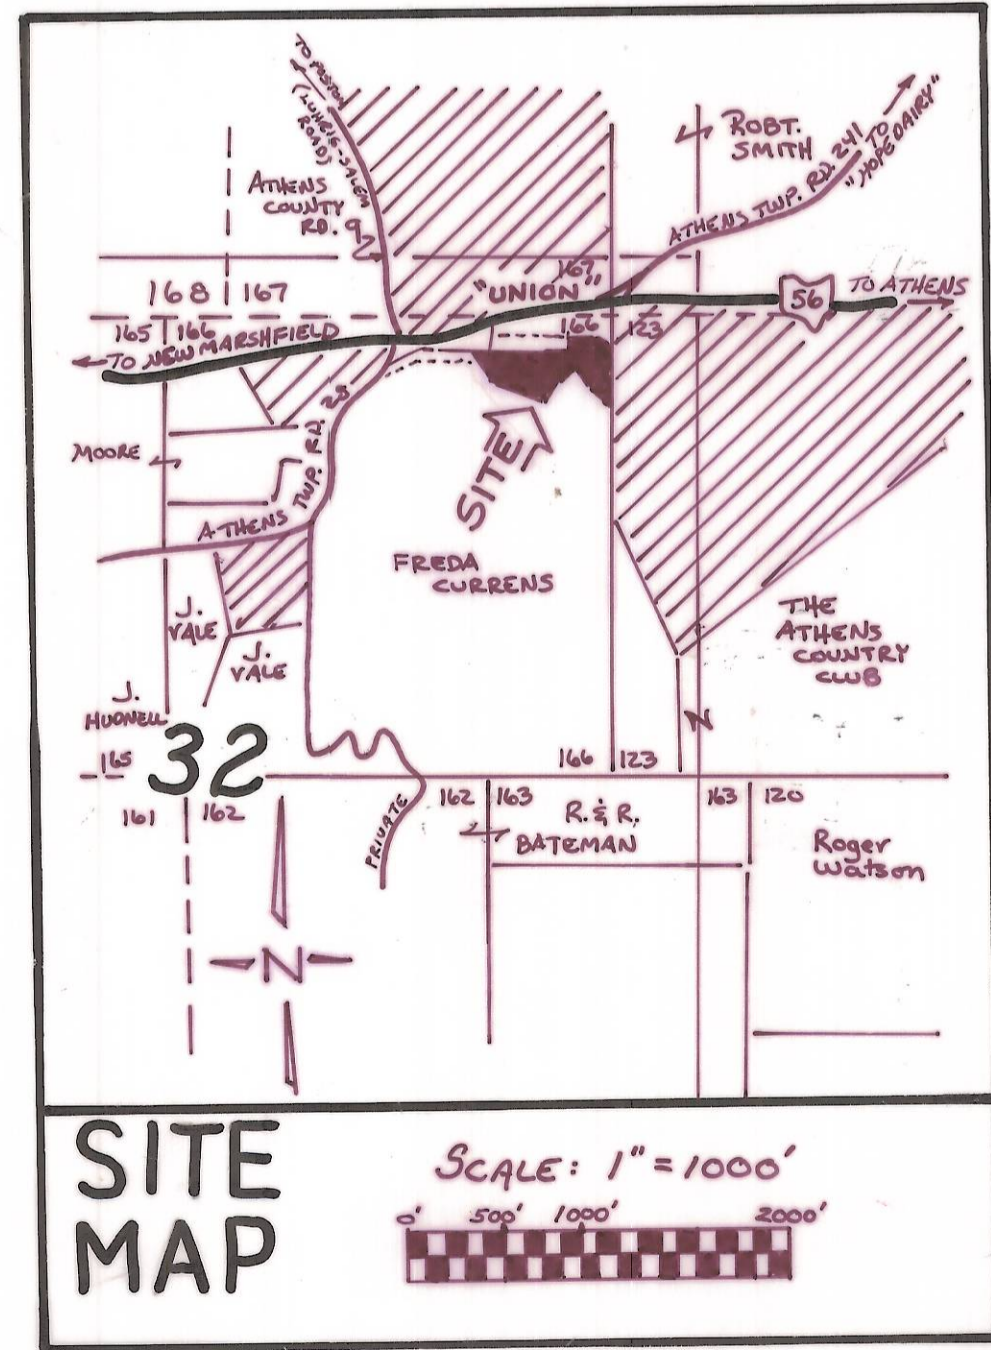 TO POSTON
(LUHRIG-SALEM
ROAD)
ATHENS
COUNTY
RD. 9
ROBT.
SMITH
ATHENS TWP. RD. 241 TO
"HOPE DAIRY"
168 167
167
"UNION"
56
TO ATHENS
165 166
166 123
TO NEW MARSHFIELD
MOORE
ATHENS TWP. RD. 28
SITE
FREDA
CURRENS
J.
VALE
J.
VALE
THE
ATHENS
COUNTRY
CLUB
J.
HUDNELL
165
32
166 123
161 162
162 163
163 120
PRIVATE
R. & R.
BATEMAN
Roger
Watson
N
SITE
MAP
SCALE: 1" = 1000'
0' 500' 1000' 2000'